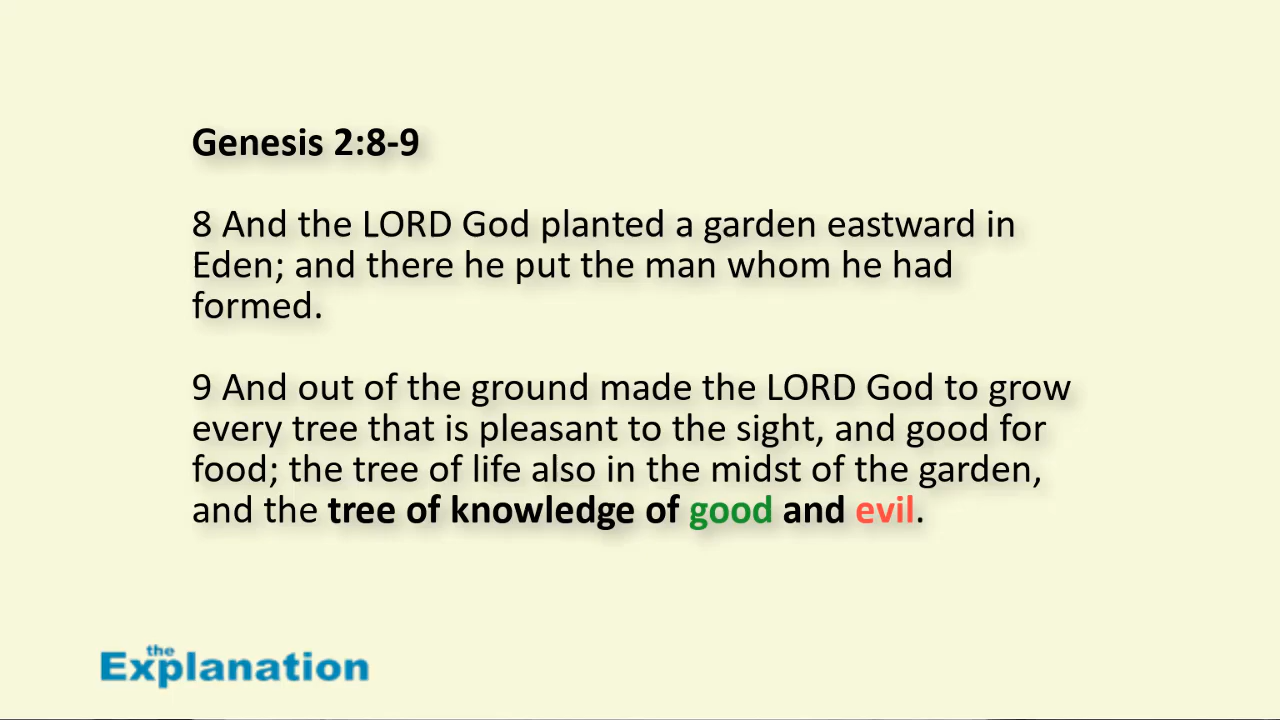 Genesis 2:8-9
8 And the LORD God planted a garden eastward in
Eden; and there he put the man whom he had
formed.
9 And out of the ground made the LORD God to grow
every tree that is pleasant to the sight, and good for
food; the tree of life also in the midst of the garden,
and the tree of knowledge of good and evil.
the
Explanation